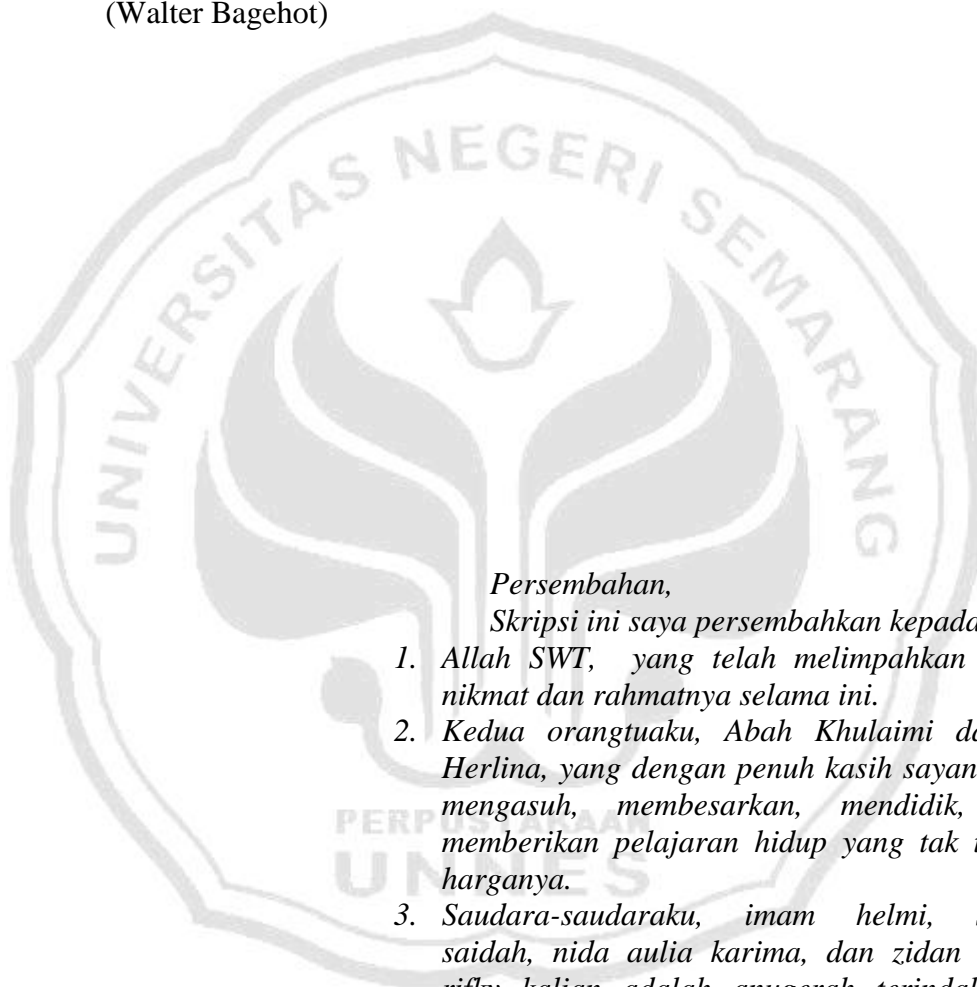 (Walter Bagehot)
UNIVERSITAS NEGERI SEMARANG
Persembahan,
Skripsi ini saya persembahkan kepada
1. Allah SWT, yang telah melimpahkan
nikmat dan rahmatnya selama ini.
2. Kedua orangtuaku, Abah Khulaimi
Herlina, yang dengan penuh kasih
mengasuh, membesarkan, mendidik,
memberikan pelajaran hidup yang tak
harganya.
3. Saudara-saudaraku, imam helmi,
saidah, nida aulia karima, dan zidan
rifky kalian adalah anugerah
PERPUSTAKAAN
UNNES